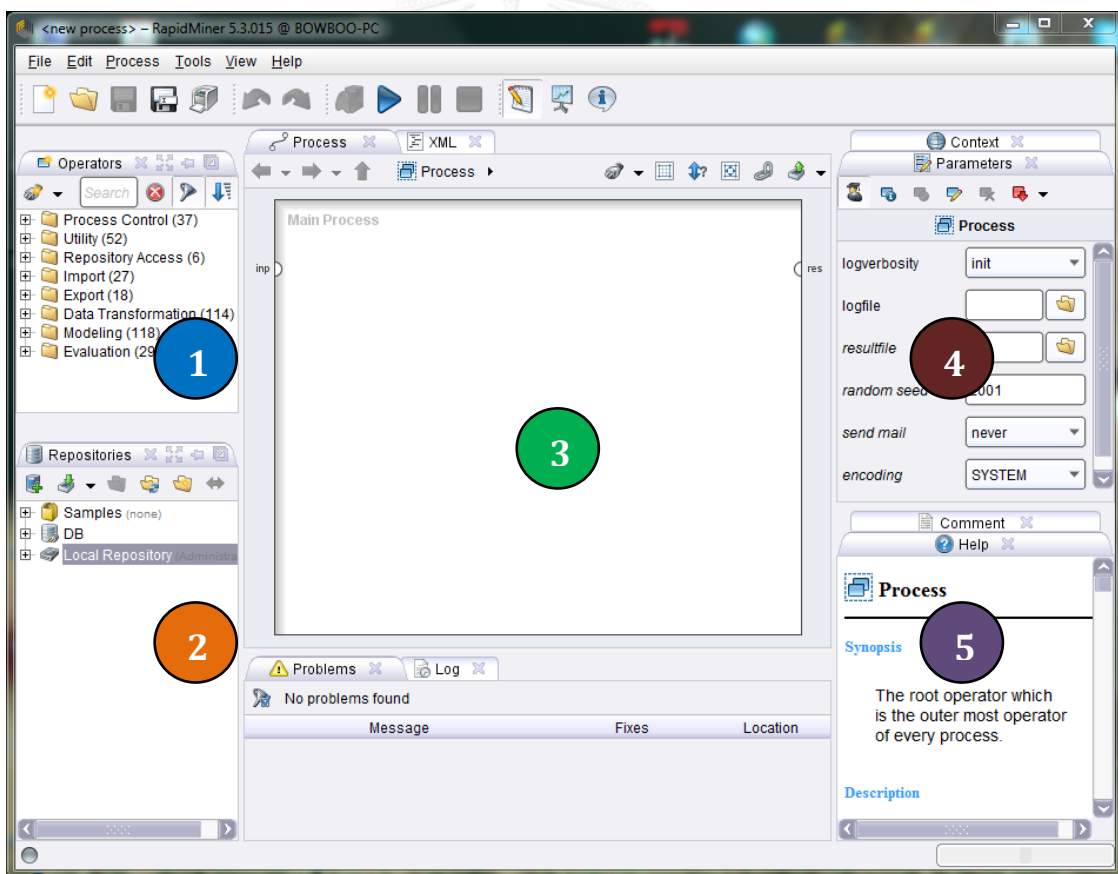 <new process> – RapidMiner 5.3.015 @ BOWBOO-PC
File Edit Process Tools View Help
Operators
Search
Process Control (37)
Utility (52)
Repository Access (6)
Import (27)
Export (18)
Data Transformation (114)
Modeling (118)
Evaluation (29
1
Repositories
Samples (none)
DB
Local Repository (Administra
2
Process
XML
Process
Main Process
inp
res
3
Problems
Log
No problems found
Message Fixes Location
Context
Parameters
Process
logverbosity init
logfile
resultfile
4
random seed 2001
send mail never
encoding SYSTEM
Comment
Help
Process
Synopsis
5
The root operator which
is the outer most operator
of every process.
Description